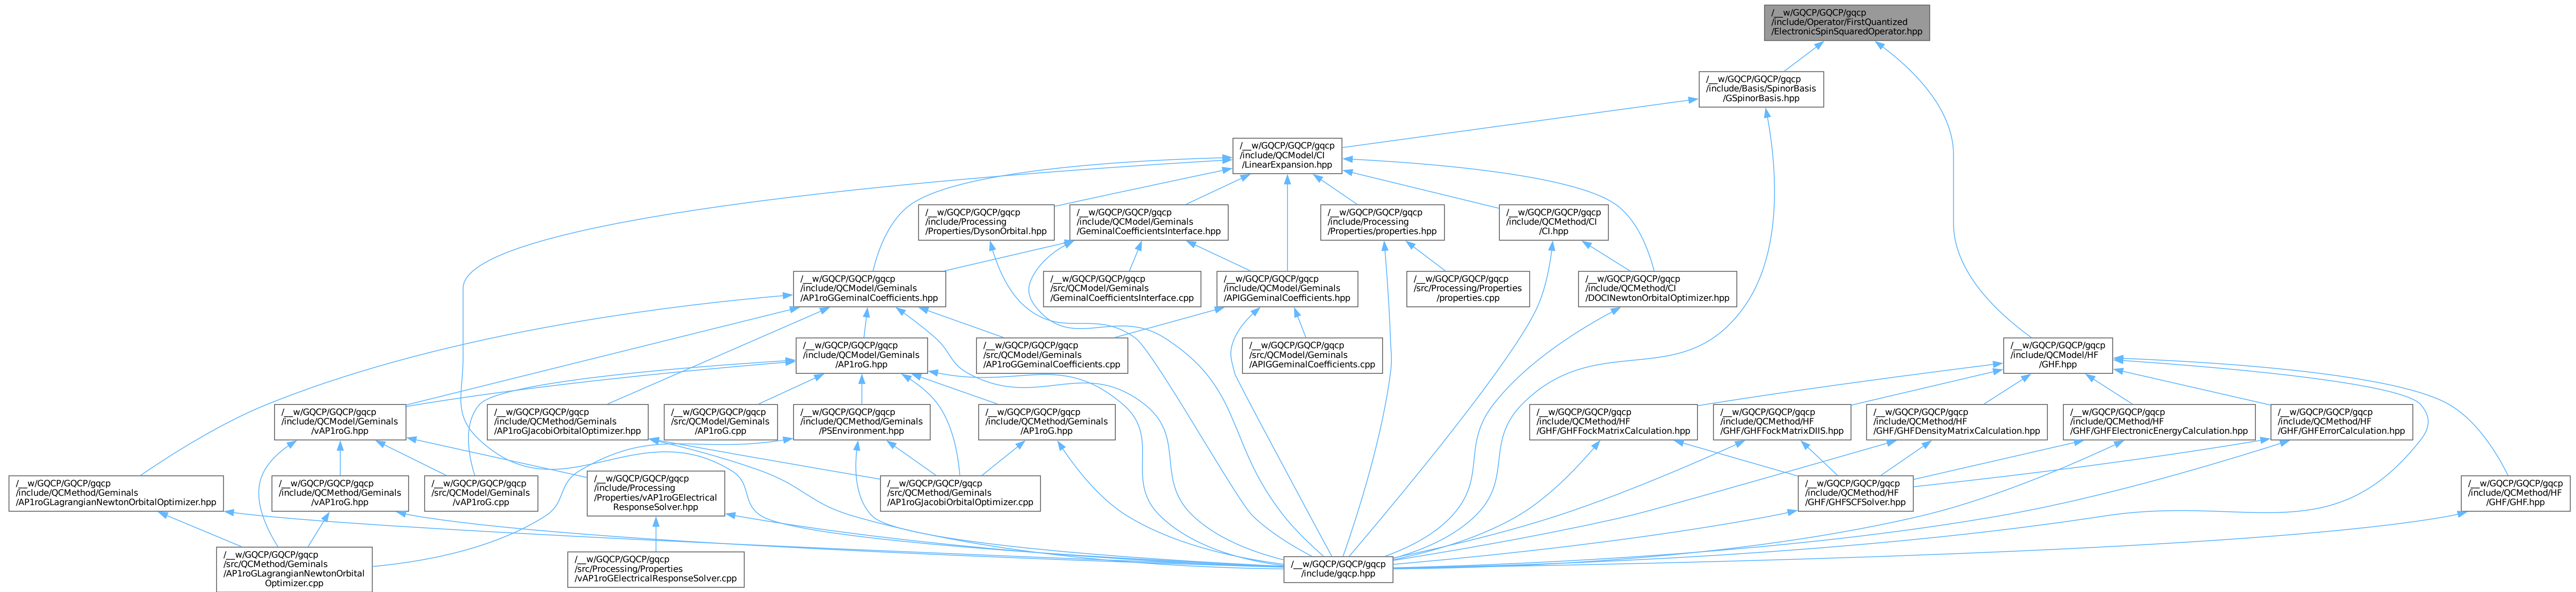 /__w/GQCP/GQCP/gqcp
/include/Operator/FirstQuantized
/ElectronicSpinSquaredOperator.hpp
/__w/GQCP/GQCP/gqcp
/include/Basis/SpinorBasis
/GSpinorBasis.hpp
/__w/GQCP/GQCP/gqcp
/include/QCModel/CI
/LinearExpansion.hpp
/__w/GQCP/GQCP/gqcp
/include/Processing
/Properties/DysonOrbital.hpp
/__w/GQCP/GQCP/gqcp
/include/QCModel/Geminals
/GeminalCoefficientsInterface.hpp
/__w/GQCP/GQCP/gqcp
/include/Processing
/Properties/properties.hpp
/__w/GQCP/GQCP/gqcp
/include/QCMethod/CI
/CI.hpp
/__w/GQCP/GQCP/gqcp
/include/QCModel/Geminals
/AP1roGGeminalCoefficients.hpp
/__w/GQCP/GQCP/gqcp
/src/QCModel/Geminals
/GeminalCoefficientsInterface.cpp
/__w/GQCP/GQCP/gqcp
/include/QCModel/Geminals
/APIGGeminalCoefficients.hpp
/__w/GQCP/GQCP/gqcp
/src/Processing/Properties
/properties.cpp
/__w/GQCP/GQCP/gqcp
/include/QCMethod/CI
/DOCINewtonOrbitalOptimizer.hpp
/__w/GQCP/GQCP/gqcp
/include/QCModel/Geminals
/AP1roG.hpp
/__w/GQCP/GQCP/gqcp
/src/QCModel/Geminals
/AP1roGGeminalCoefficients.cpp
/__w/GQCP/GQCP/gqcp
/src/QCModel/Geminals
/APIGGeminalCoefficients.cpp
/__w/GQCP/GQCP/gqcp
/include/QCModel/HF
/GHF.hpp
/__w/GQCP/GQCP/gqcp
/include/QCModel/Geminals
/vAP1roG.hpp
/__w/GQCP/GQCP/gqcp
/include/QCMethod/Geminals
/AP1roGJacobiOrbitalOptimizer.hpp
/__w/GQCP/GQCP/gqcp
/src/QCModel/Geminals
/AP1roG.cpp
/__w/GQCP/GQCP/gqcp
/include/QCMethod/Geminals
/PSEnvironment.hpp
/__w/GQCP/GQCP/gqcp
/include/QCMethod/Geminals
/AP1roG.hpp
/__w/GQCP/GQCP/gqcp
/include/QCMethod/HF
/GHF/GHFFockMatrixCalculation.hpp
/__w/GQCP/GQCP/gqcp
/include/QCMethod/HF
/GHF/GHFFockMatrixDIIS.hpp
/__w/GQCP/GQCP/gqcp
/include/QCMethod/HF
/GHF/GHFDensityMatrixCalculation.hpp
/__w/GQCP/GQCP/gqcp
/include/QCMethod/HF
/GHF/GHFElectronicEnergyCalculation.hpp
/__w/GQCP/GQCP/gqcp
/include/QCMethod/HF
/GHF/GHFErrorCalculation.hpp
/__w/GQCP/GQCP/gqcp
/include/QCMethod/Geminals
/AP1roGLagrangianNewtonOrbitalOptimizer.hpp
/__w/GQCP/GQCP/gqcp
/include/QCMethod/Geminals
/vAP1roG.hpp
/__w/GQCP/GQCP/gqcp
/src/QCModel/Geminals
/vAP1roG.cpp
/__w/GQCP/GQCP/gqcp
/include/Processing
/Properties/vAP1roGElectrical
ResponseSolver.hpp
/__w/GQCP/GQCP/gqcp
/src/QCMethod/Geminals
/AP1roGJacobiOrbitalOptimizer.cpp
/__w/GQCP/GQCP/gqcp
/include/QCMethod/HF
/GHF/GHFSCFSolver.hpp
/__w/GQCP/GQCP/gqcp
/include/QCMethod/HF
/GHF/GHF.hpp
/__w/GQCP/GQCP/gqcp
/src/QCMethod/Geminals
/AP1roGLagrangianNewtonOrbital
Optimizer.cpp
/__w/GQCP/GQCP/gqcp
/src/Processing/Properties
/vAP1roGElectricalResponseSolver.cpp
/__w/GQCP/GQCP/gqcp
/include/gqcp.hpp